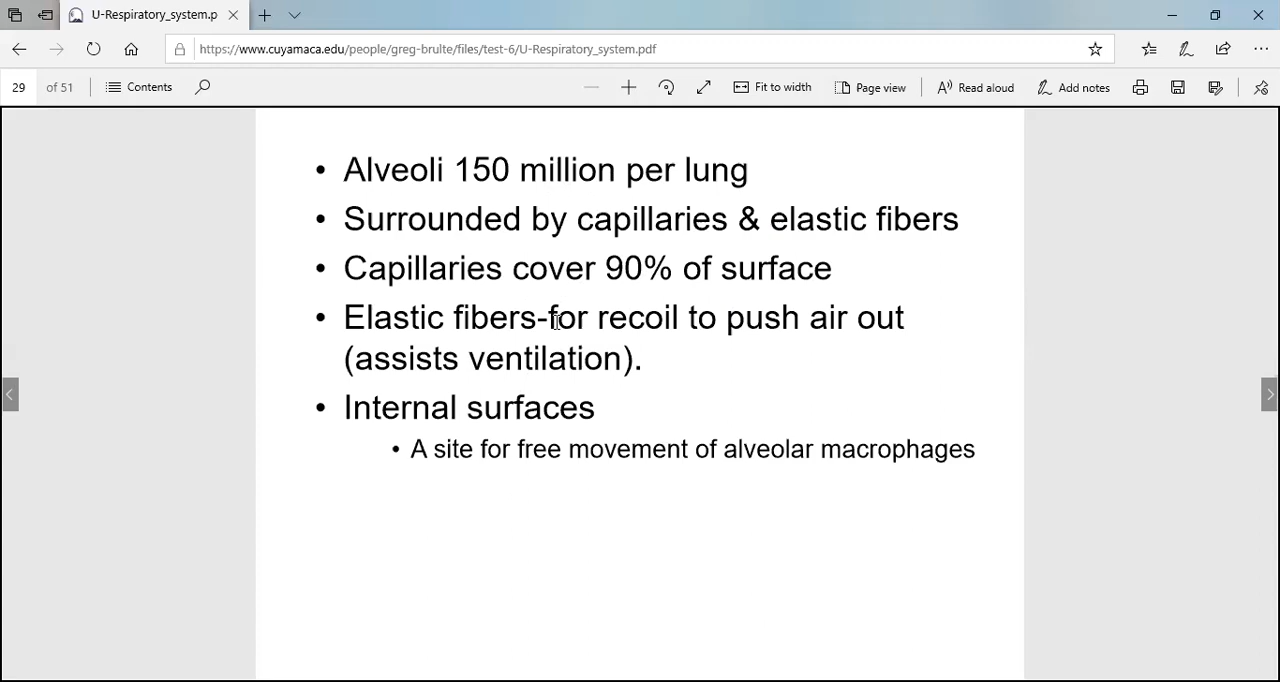 U-Respiratory_system.p
https://www.cuyamaca.edu/people/greg-brulte/files/test-6/U-Respiratory_system.pdf
29 of 51 Contents Fit to width Page view Read aloud Add notes
• Alveoli 150 million per lung
• Surrounded by capillaries & elastic fibers
• Capillaries cover 90% of surface
• Elastic fibers-for recoil to push air out
(assists ventilation).
• Internal surfaces
• A site for free movement of alveolar macrophages